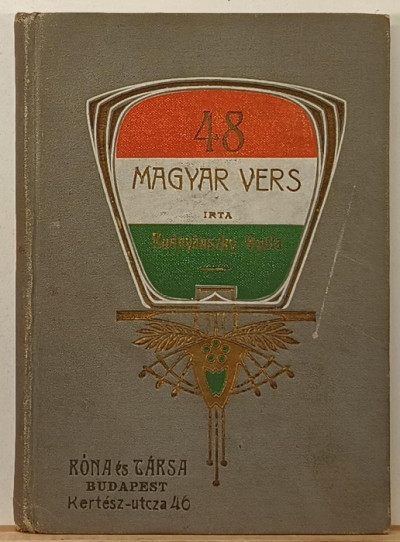 48
MAGYAR VERS
IRTA
RÓNA és TÁRSA
BUDAPEST
Kertész-utcza 46